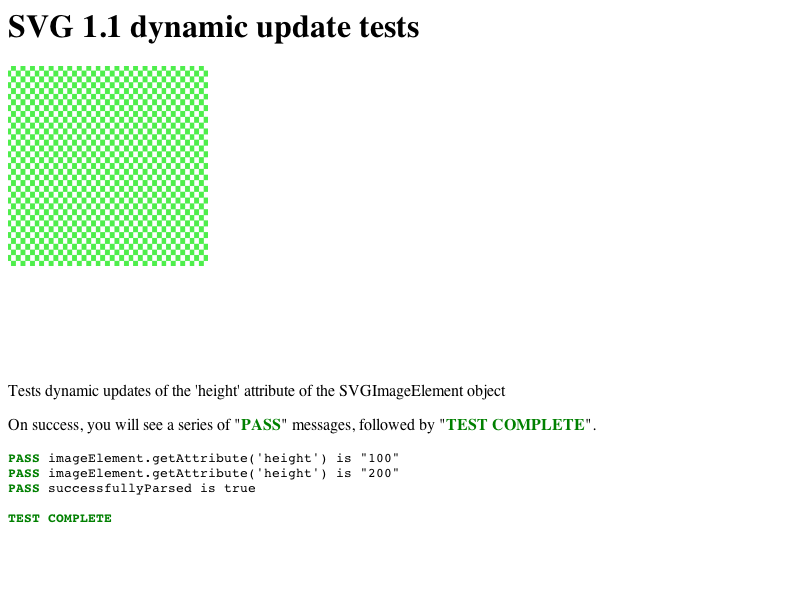 SVG 1.1 dynamic update tests
Tests dynamic updates of the 'height' attribute of the SVGImageElement object
On success, you will see a series of "PASS" messages, followed by "TEST COMPLETE".
PASS imageElement.getAttribute('height') is "100"
PASS imageElement.getAttribute('height') is "200"
PASS successfullyParsed is true
TEST COMPLETE